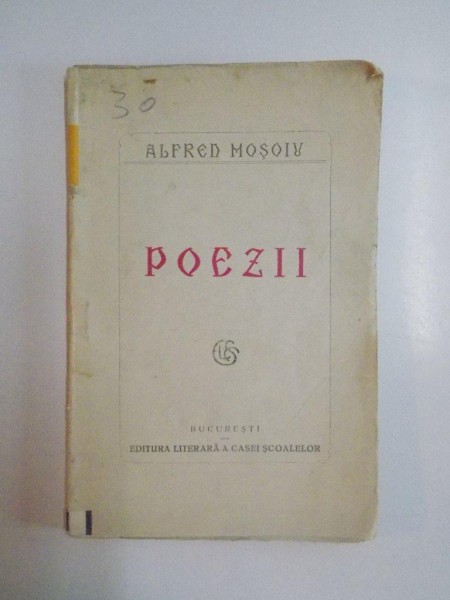 30
ALFRED MOȘOIU
POEZII
BUCUREȘTI
EDITURA LITERARĂ A CASEI ȘCOALELOR